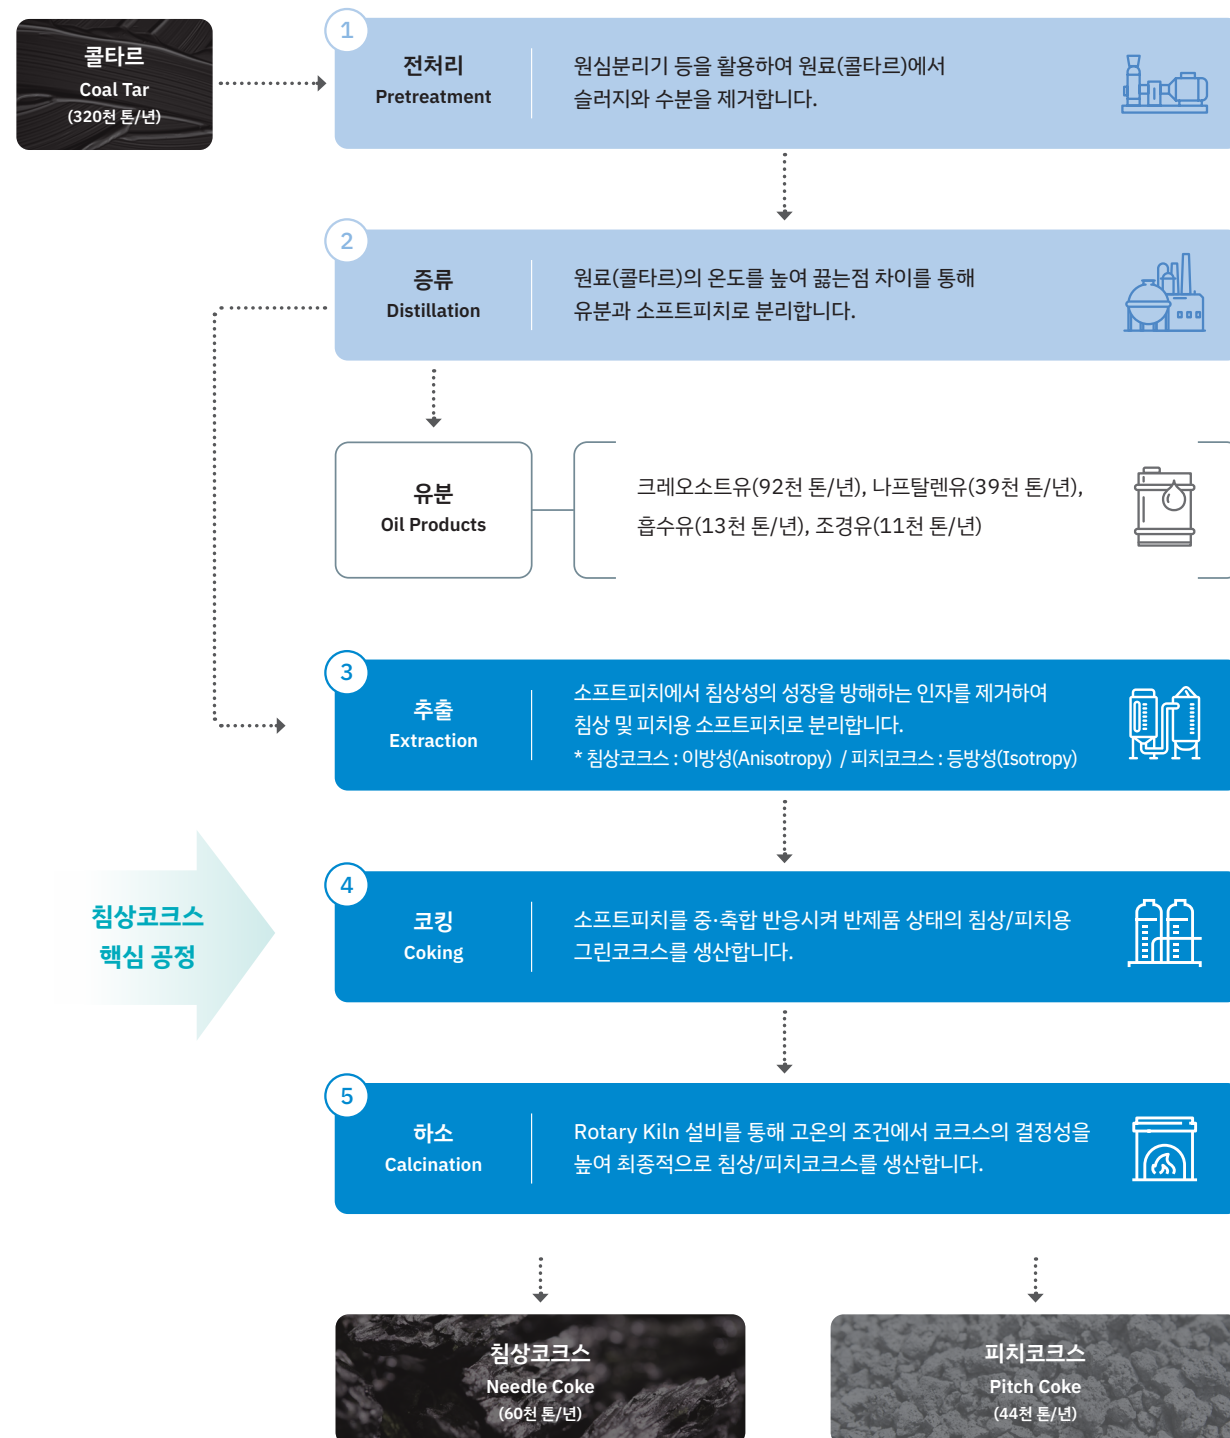 콜타르
Coal Tar
(320천 톤/년)
1
전처리
Pretreatment
원심분리기 등을 활용하여 원료(콜타르)에서
슬러지와 수분을 제거합니다.
2
증류
Distillation
원료(콜타르)의 온도를 높여 끓는점 차이를 통해
유분과 소프트피치로 분리합니다.
유분
Oil Products
크레오소트유(92천 톤/년), 나프탈렌유(39천 톤/년),
흡수유(13천 톤/년), 조경유(11천 톤/년)
3
추출
Extraction
소프트피치에서 침상성의 성장을 방해하는 인자를 제거하여
침상 및 피치용 소프트피치로 분리합니다.
* 침상코크스 : 이방성(Anisotropy) / 피치코크스 : 등방성(Isotropy)
침상코크스
핵심 공정
4
코킹
Coking
소프트피치를 중·축합 반응시켜 반제품 상태의 침상/피치용
그린코크스를 생산합니다.
5
하소
Calcination
Rotary Kiln 설비를 통해 고온의 조건에서 코크스의 결정성을
높여 최종적으로 침상/피치코크스를 생산합니다.
침상코크스
Needle Coke
(60천 톤/년)
피치코크스
Pitch Coke
(44천 톤/년)